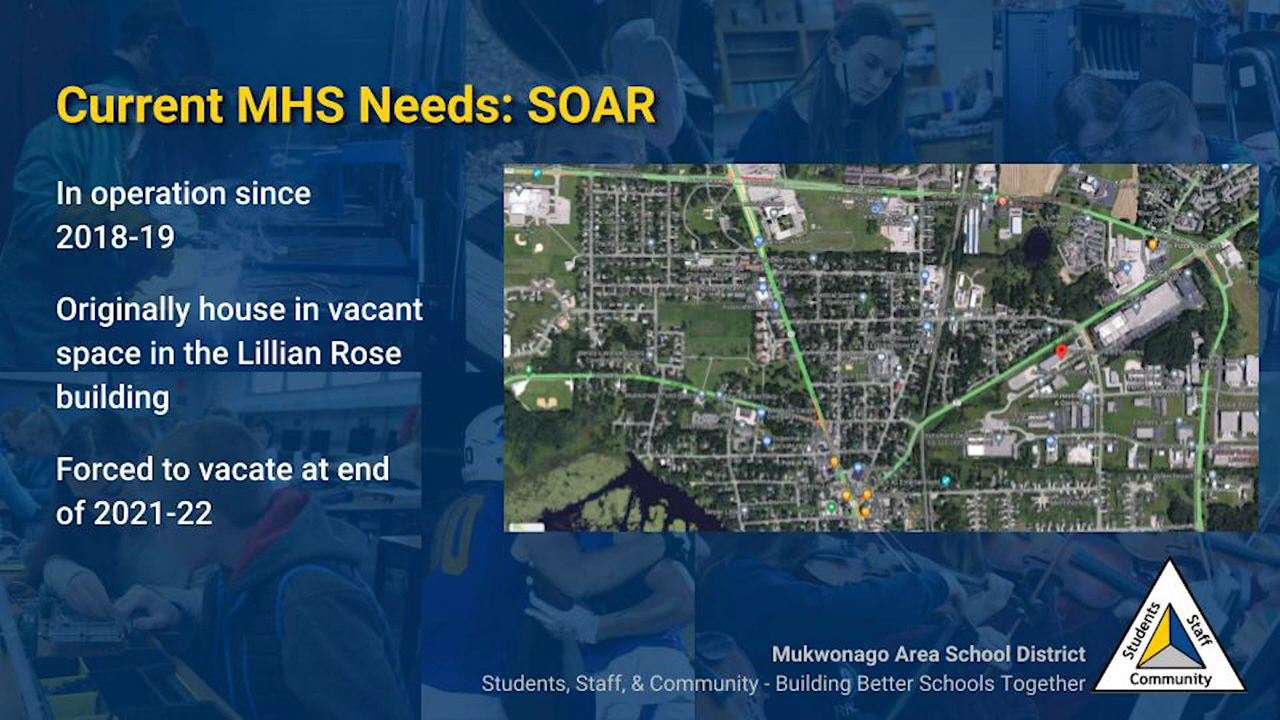 Current MHS Needs: SOAR
In operation since
2018-19
Originally house in vacant
space in the Lillian Rose
building
Forced to vacate at end
of 2021-22
Mukwonago Area School District
Students, Staff, & Community - Building Better Schools Together
Students
Staff
Community